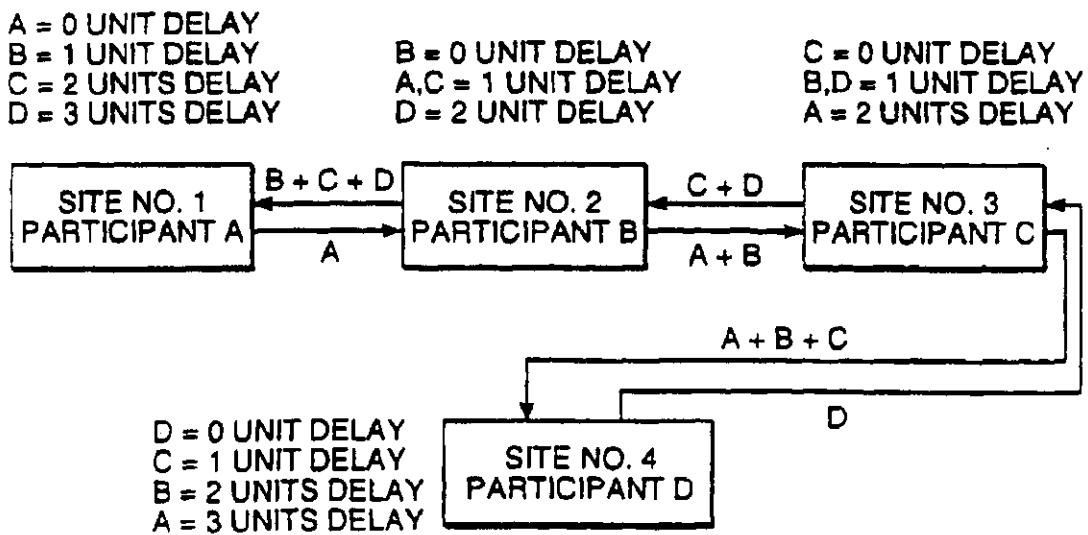 A = 0 UNIT DELAY
B = 1 UNIT DELAY
C = 2 UNITS DELAY
D = 3 UNITS DELAY
B = 0 UNIT DELAY
A,C = 1 UNIT DELAY
D = 2 UNIT DELAY
C = 0 UNIT DELAY
B,D = 1 UNIT DELAY
A = 2 UNITS DELAY
SITE NO. 1
PARTICIPANT A
B + C + D
A
SITE NO. 2
PARTICIPANT B
C + D
A + B
SITE NO. 3
PARTICIPANT C
A + B + C
D
D = 0 UNIT DELAY
C = 1 UNIT DELAY
B = 2 UNITS DELAY
A = 3 UNITS DELAY
SITE NO. 4
PARTICIPANT D